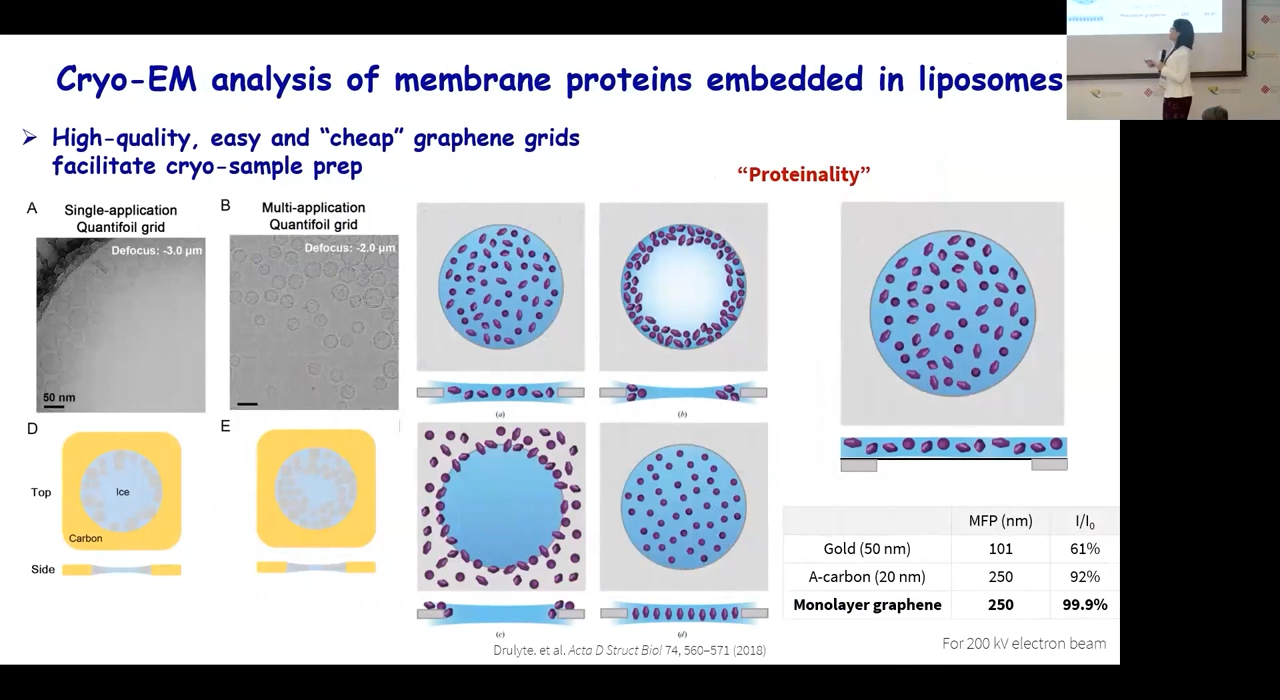 Cryo-EM analysis of membrane proteins embedded in liposomes
High-quality, easy and “cheap” graphene grids
facilitate cryo-sample prep
“Proteinality”
A
Single-application
Quantifoil grid
Defocus: -3.0 µm
50 nm
B
Multi-application
Quantifoil grid
Defocus: -2.0 µm
D
E
Top
Ice
Carbon
Side
(a)
(b)
(c)
(d)
Drulyte. et al. Acta D Struct Biol 74, 560–571 (2018)
MFP (nm) I/I₀
Gold (50 nm) 101 61%
A-carbon (20 nm) 250 92%
Monolayer graphene 250 99.9%
For 200 kV electron beam
Monolayer graphene